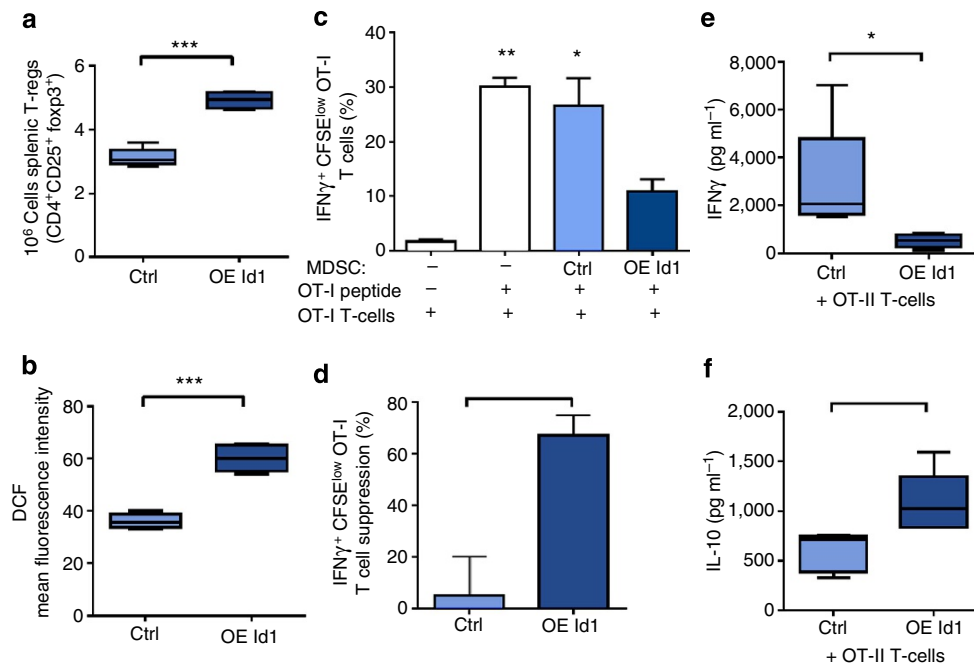 a
***
10⁶ Cells splenic T-regs
(CD4⁺CD25⁺ foxp3⁺)
6
4
2
0
Ctrl
OE Id1
b
***
DCF
mean fluorescence intensity
80
60
40
20
0
Ctrl
OE Id1
c
IFNγ⁺ CFSEˡᵒʷ OT-I
T cells (%)
40
30
20
10
0
**
*
MDSC: – – Ctrl OE Id1
OT-I peptide – + + +
OT-I T-cells + + + +
d
IFNγ⁺ CFSEˡᵒʷ OT-I
T cell suppression (%)
80
60
40
20
0
Ctrl
OE Id1
e
*
IFNγ (pg ml⁻¹)
8,000
6,000
4,000
2,000
0
Ctrl
OE Id1
+ OT-II T-cells
f
IL-10 (pg ml⁻¹)
2,000
1,500
1,000
500
0
Ctrl
OE Id1
+ OT-II T-cells